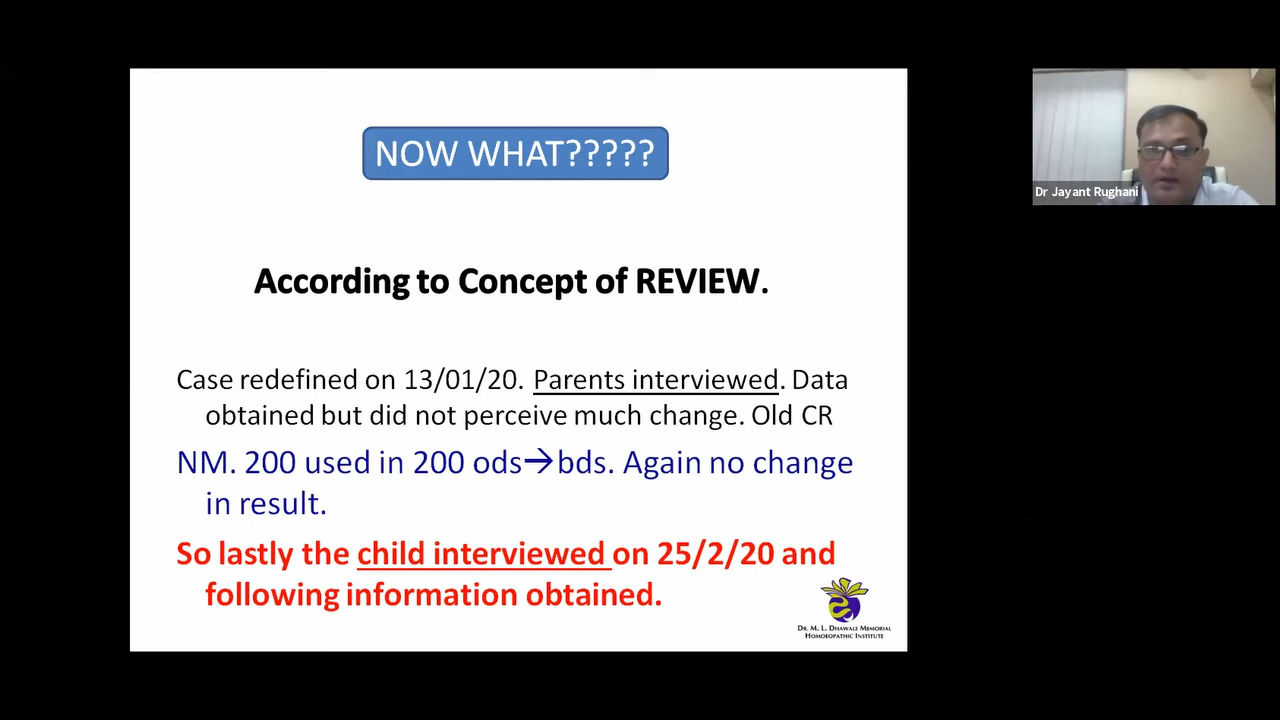 NOW WHAT?????
Dr Jayant Rughani
According to Concept of REVIEW.
Case redefined on 13/01/20. Parents interviewed. Data
obtained but did not perceive much change. Old CR
NM. 200 used in 200 ods→bds. Again no change
in result.
So lastly the child interviewed on 25/2/20 and
following information obtained.
DR. M. L. DHAWALE MEMORIAL
HOMOEOPATHIC INSTITUTE